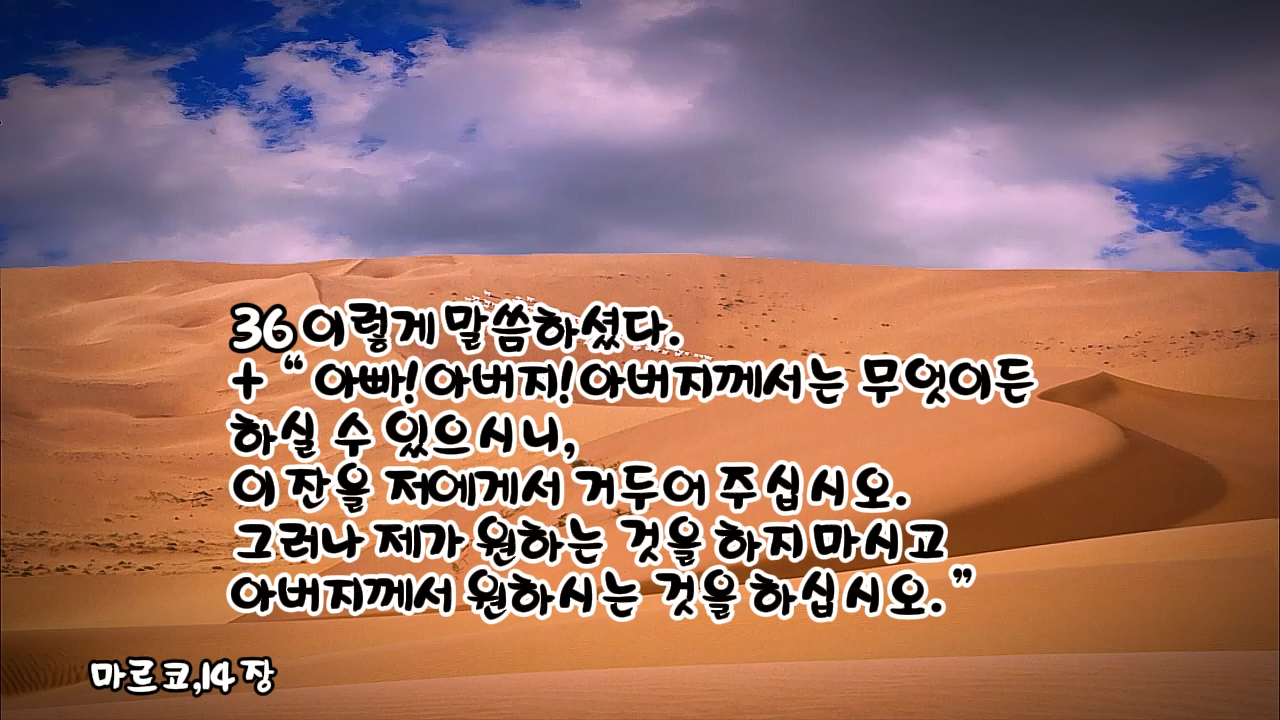 36 이렇게 말씀하셨다.
+ “ 아빠! 아버지! 아버지께서는 무엇이든
하실 수 있으시니,
이 잔을 저에게서 거두어 주십시오.
그러나 제가 원하는 것을 하지 마시고
아버지께서 원하시는 것을 하십시오.”
마르코,14 장